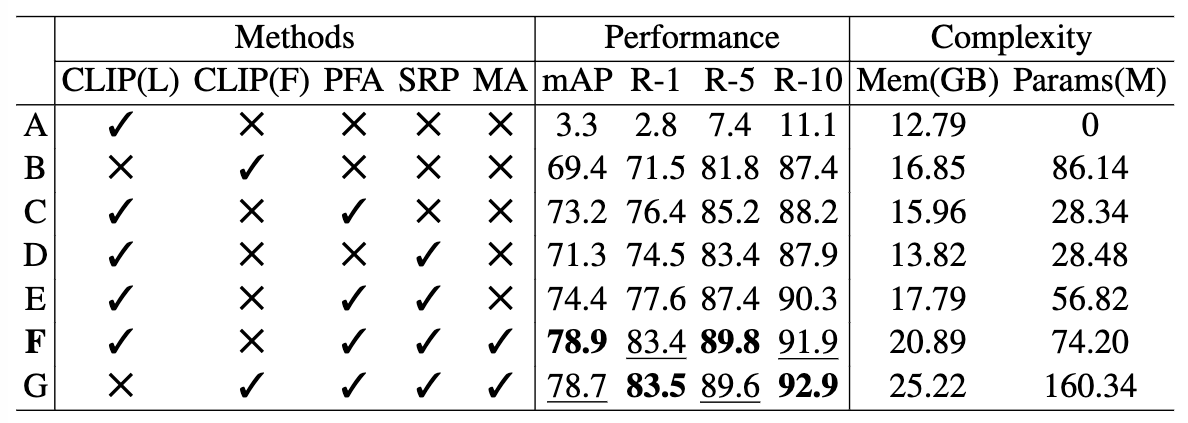 Methods Performance Complexity
CLIP(L) CLIP(F) PFA SRP MA mAP R-1 R-5 R-10 Mem(GB) Params(M)
A ✓ ✕ ✕ ✕ ✕ 3.3 2.8 7.4 11.1 12.79 0
B ✕ ✓ ✕ ✕ ✕ 69.4 71.5 81.8 87.4 16.85 86.14
C ✓ ✕ ✓ ✕ ✕ 73.2 76.4 85.2 88.2 15.96 28.34
D ✓ ✕ ✕ ✓ ✕ 71.3 74.5 83.4 87.9 13.82 28.48
E ✓ ✕ ✓ ✓ ✕ 74.4 77.6 87.4 90.3 17.79 56.82
F ✓ ✕ ✓ ✓ ✓ 78.9 83.4 89.8 91.9 20.89 74.20
G ✕ ✓ ✓ ✓ ✓ 78.7 83.5 89.6 92.9 25.22 160.34